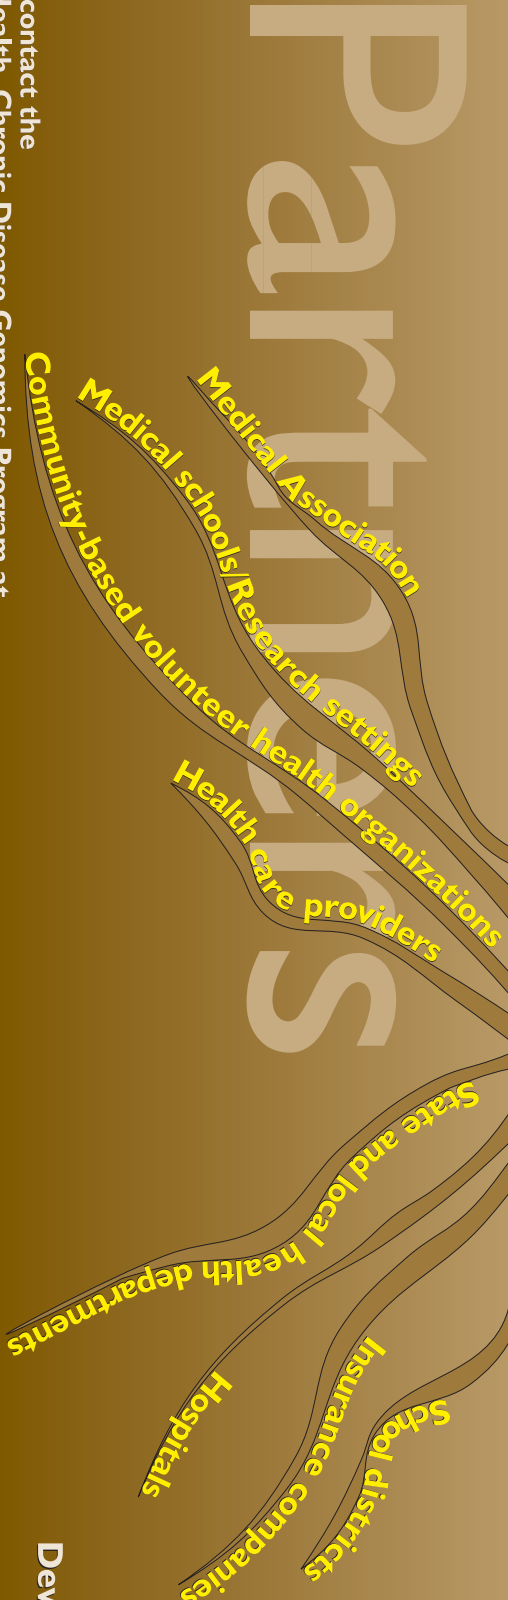 Partners
Medical Association
Medical schools/Research settings
Community-based volunteer health organizations
Health care providers
State and local health departments
Hospitals
Insurance companies
School districts
contact the
Health, Chronic Disease Genomics Program at